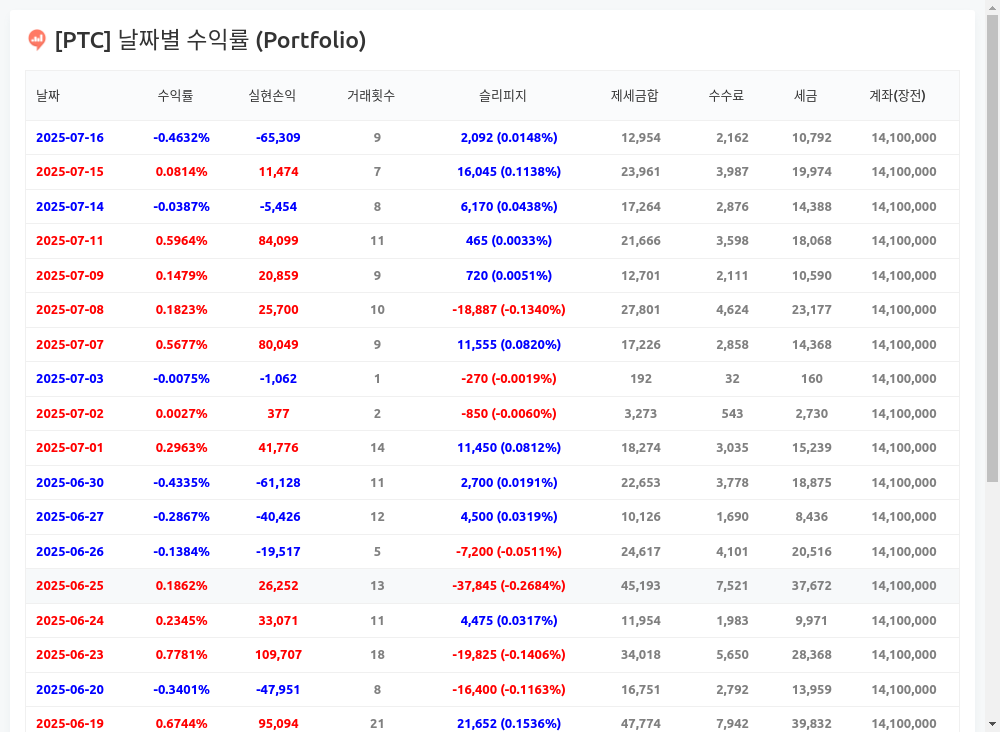 [PTC] 날짜별 수익률 (Portfolio)
날짜 수익률 실현손익 거래횟수 슬리피지 제세금합 수수료 세금 계좌(장전)
2025-07-16 -0.4632% -65,309 9 2,092 (0.0148%) 12,954 2,162 10,792 14,100,000
2025-07-15 0.0814% 11,474 7 16,045 (0.1138%) 23,961 3,987 19,974 14,100,000
2025-07-14 -0.0387% -5,454 8 6,170 (0.0438%) 17,264 2,876 14,388 14,100,000
2025-07-11 0.5964% 84,099 11 465 (0.0033%) 21,666 3,598 18,068 14,100,000
2025-07-09 0.1479% 20,859 9 720 (0.0051%) 12,701 2,111 10,590 14,100,000
2025-07-08 0.1823% 25,700 10 -18,887 (-0.1340%) 27,801 4,624 23,177 14,100,000
2025-07-07 0.5677% 80,049 9 11,555 (0.0820%) 17,226 2,858 14,368 14,100,000
2025-07-03 -0.0075% -1,062 1 -270 (-0.0019%) 192 32 160 14,100,000
2025-07-02 0.0027% 377 2 -850 (-0.0060%) 3,273 543 2,730 14,100,000
2025-07-01 0.2963% 41,776 14 11,450 (0.0812%) 18,274 3,035 15,239 14,100,000
2025-06-30 -0.4335% -61,128 11 2,700 (0.0191%) 22,653 3,778 18,875 14,100,000
2025-06-27 -0.2867% -40,426 12 4,500 (0.0319%) 10,126 1,690 8,436 14,100,000
2025-06-26 -0.1384% -19,517 5 -7,200 (-0.0511%) 24,617 4,101 20,516 14,100,000
2025-06-25 0.1862% 26,252 13 -37,845 (-0.2684%) 45,193 7,521 37,672 14,100,000
2025-06-24 0.2345% 33,071 11 4,475 (0.0317%) 11,954 1,983 9,971 14,100,000
2025-06-23 0.7781% 109,707 18 -19,825 (-0.1406%) 34,018 5,650 28,368 14,100,000
2025-06-20 -0.3401% -47,951 8 -16,400 (-0.1163%) 16,751 2,792 13,959 14,100,000
2025-06-19 0.6744% 95,094 21 21,652 (0.1536%) 47,774 7,942 39,832 14,100,000